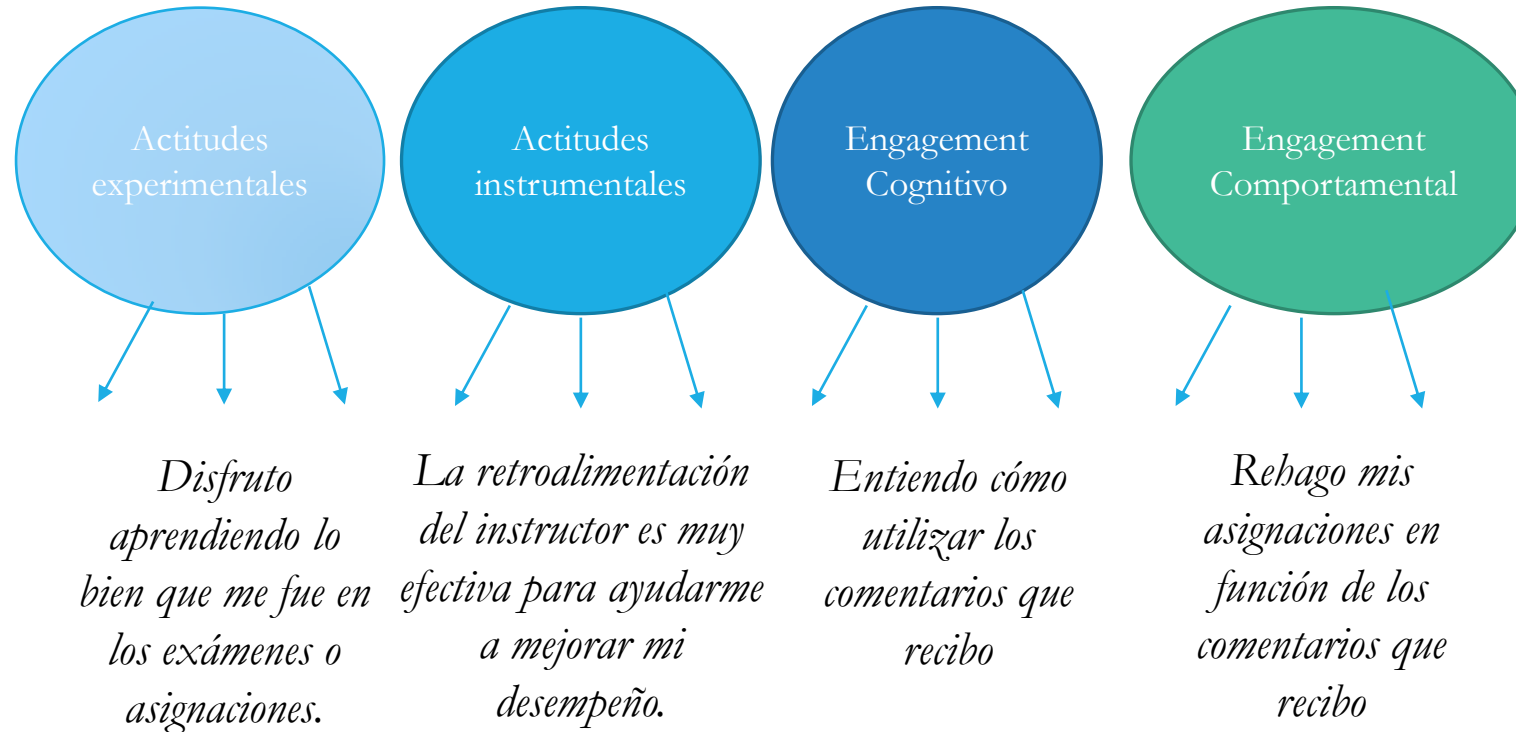 Actitudes
experimentales
Actitudes
instrumentales
Engagement
Cognitivo
Engagement
Comportamental
Disfruto
aprendiendo lo
bien que me fue en
los exámenes o
asignaciones.
La retroalimentación
del instructor es muy
efectiva para ayudarme
a mejorar mi
desempeño.
Entiendo cómo
utilizar los
comentarios que
recibo
Rehago mis
asignaciones en
función de los
comentarios que
recibo